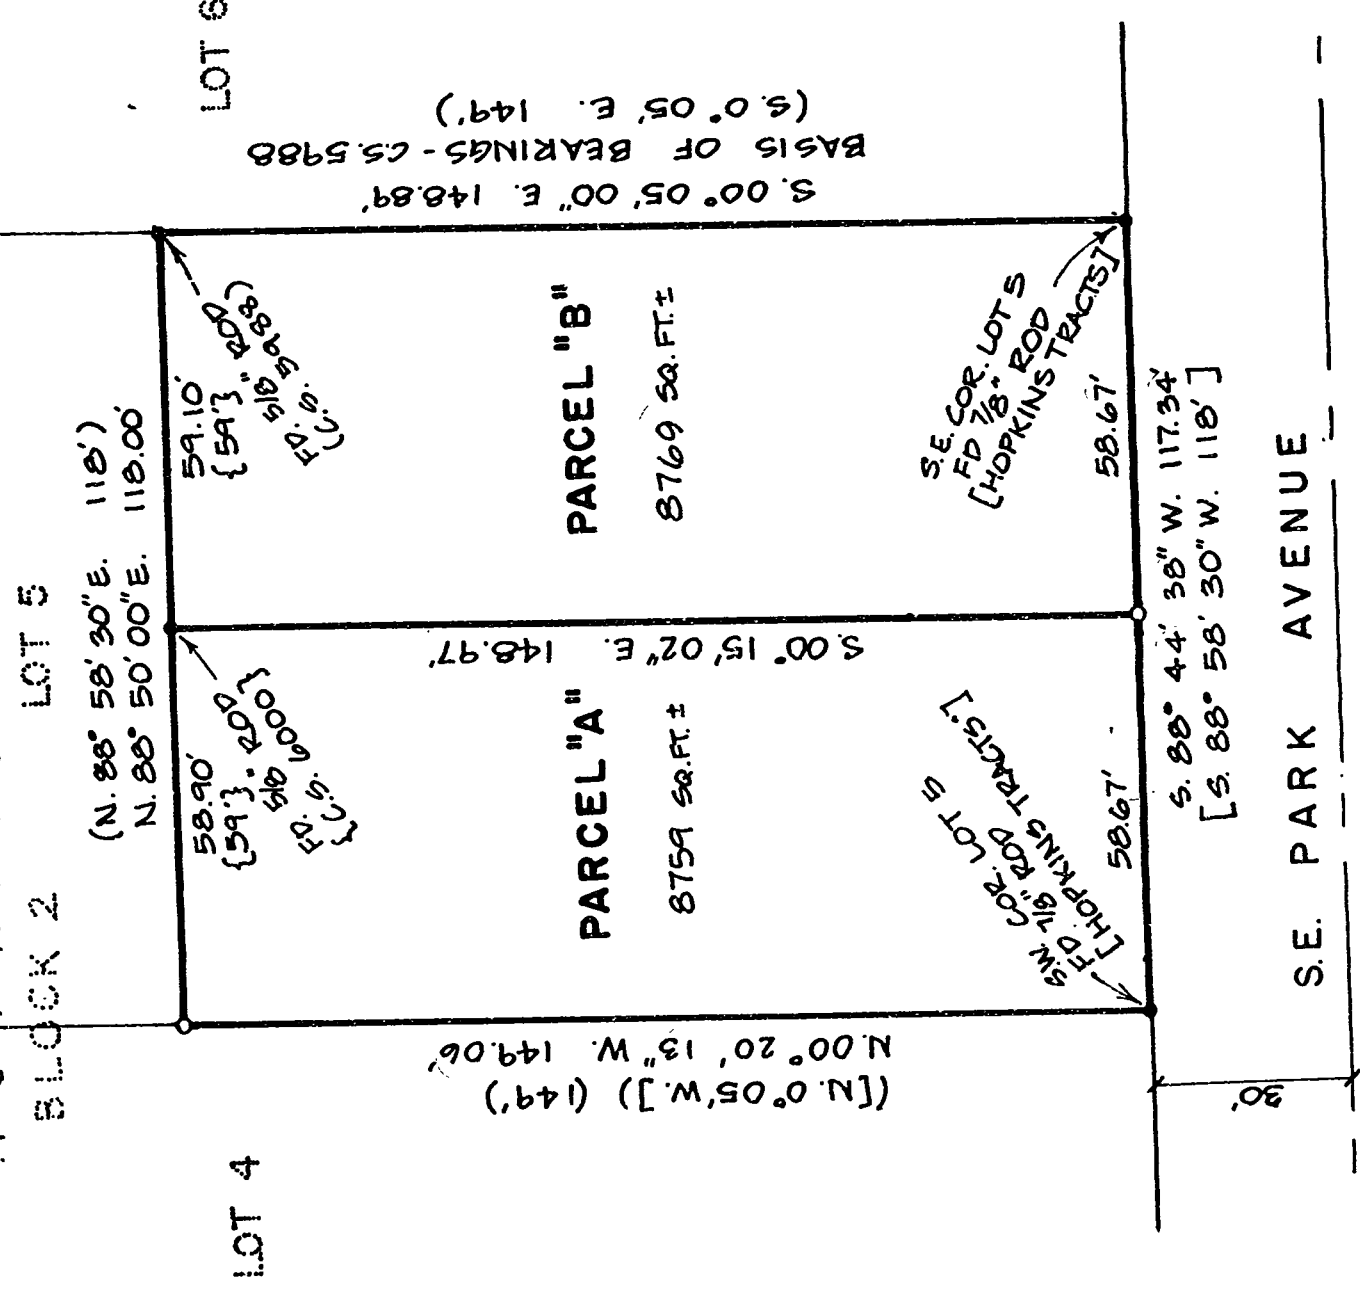 LOT 6
(S. 0° 05' E. 149')
BASIS OF BEARINGS - C.S. 5988
S. 00° 05' 00" E. 148.89'
LOT 5
(N. 88° 58' 30" E. 118')
N. 88° 50' 00" E. 118.00'
59.10'
{59'}
FD. 5/8" ROD
(C.S. 5988)
PARCEL "B"
8769 SQ. FT. ±
S.E. COR. LOT 5
FD 7/8" ROD
[HOPKINS TRACTS]
58.67'
S. 00° 15' 02" E. 148.97'
58.90'
{59'}
FD. 5/8" ROD
{C.S. 6000}
PARCEL "A"
8759 SQ. FT. ±
S.W. COR. LOT 5
FD 7/8" ROD
[HOPKINS TRACTS']
58.67'
S. 88° 44' 38" W. 117.34'
[S. 88° 58' 30" W. 118']
S.E. PARK AVENUE
BLOCK 2
N. 00° 20' 13" W. 149.06'
([N. 0° 05' W.]) (149')
30'
LOT 4